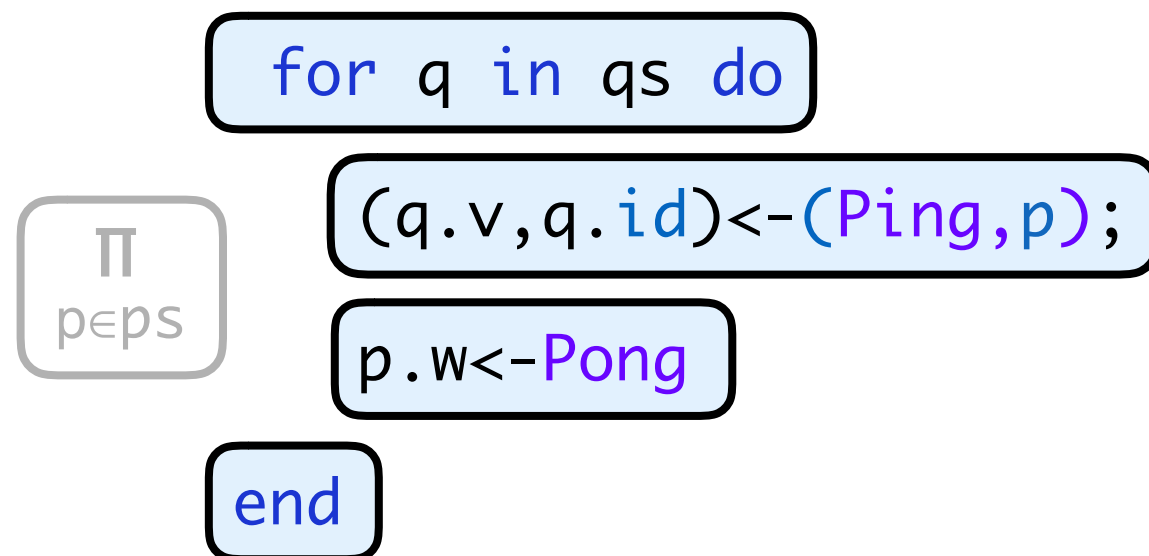 for q in qs do
(q.v,q.id)<-(Ping,p);
Π
p∈ps
p.w<-Pong
end